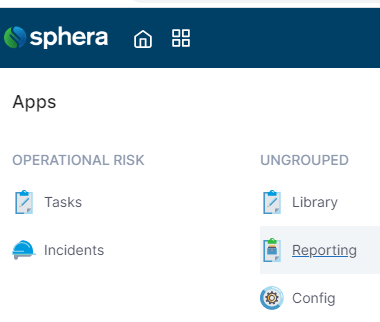 sphera
Apps
OPERATIONAL RISK
Tasks
Incidents
UNGROUPED
Library
Reporting
Config